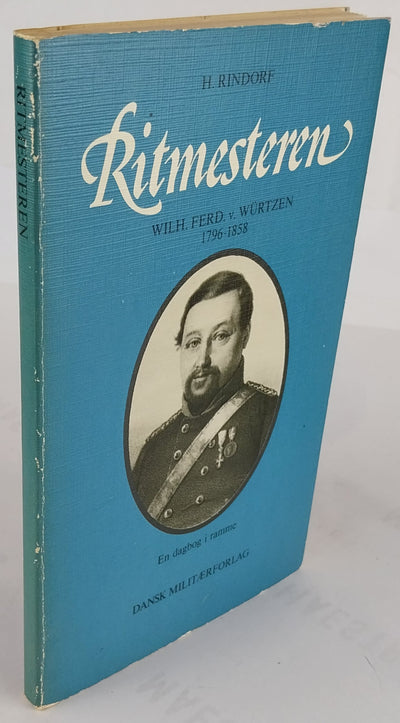 RITMESTEREN
H. RINDORF
Ritmesteren
WILH. FERD. v. WÜRTZEN
1796-1858
En dagbog i ramme
DANSK MILITÆRFORLAG